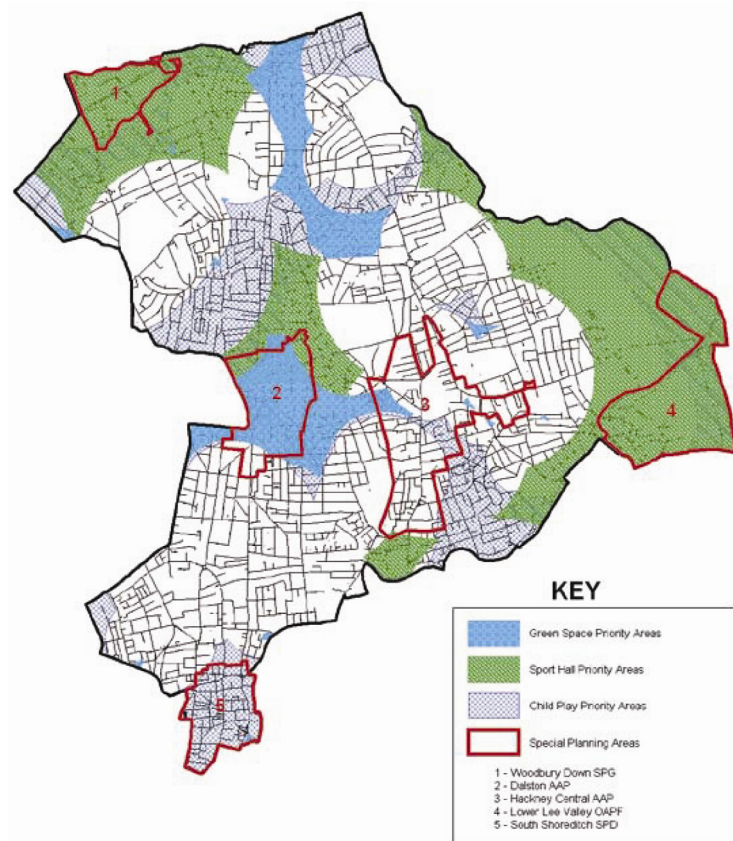 1
2
3
4
5
KEY
Green Space Priority Areas
Sport Hall Priority Areas
Child Play Priority Areas
Special Planning Areas
1 - Woodbury Down SPG
2 - Dalston AAP
3 - Hackney Central AAP
4 - Lower Lee Valley OAPF
5 - South Shoreditch SPD